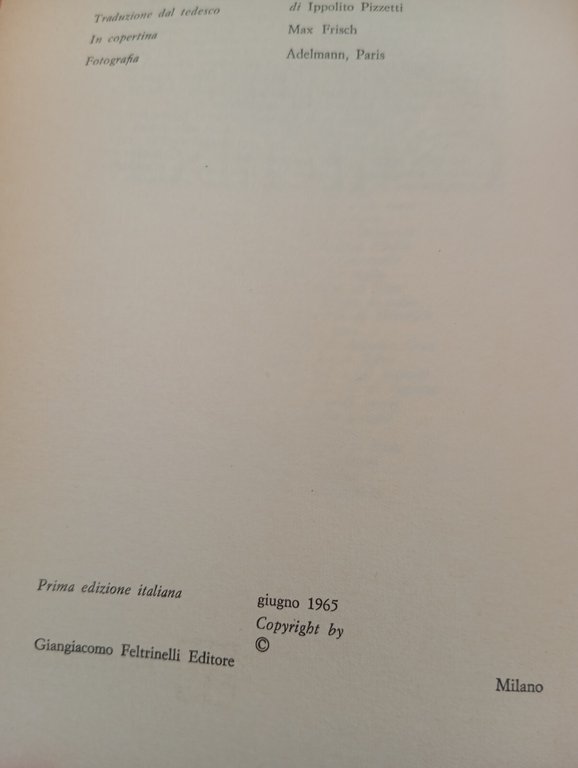 Traduzione dal tedesco di Ippolito Pizzetti
In copertina Max Frisch
Fotografia Adelmann, Paris
Prima edizione italiana giugno 1965
Copyright by
Giangiacomo Feltrinelli Editore ©
Milano